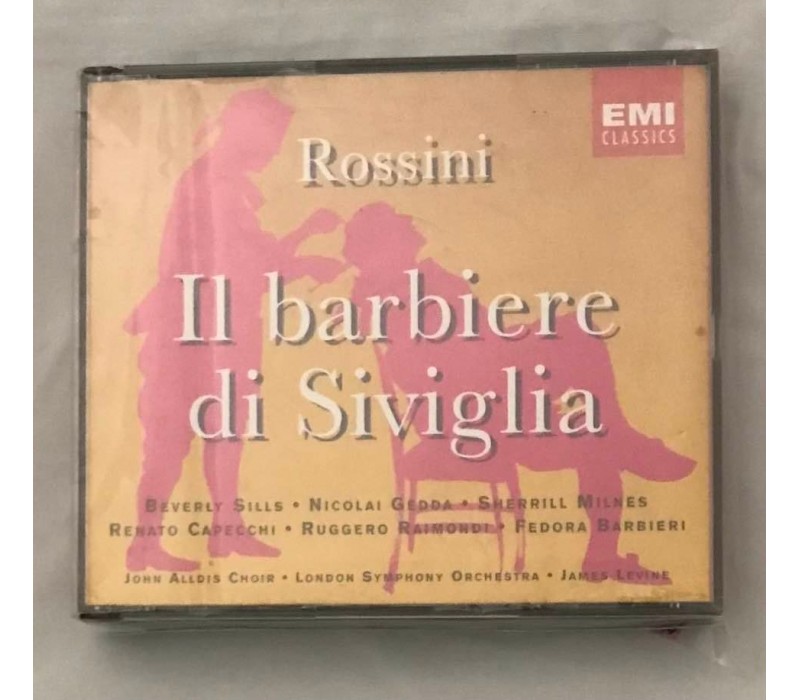 EMI
CLASSICS
Rossini
Il barbiere
di Siviglia
BEVERLY SILLS • NICOLAI GEDDA • SHERRILL MILNES
RENATO CAPECCHI • RUGGERO RAIMONDI • FEDORA BARBIERI
JOHN ALLDIS CHOIR • LONDON SYMPHONY ORCHESTRA • JAMES LEVINE